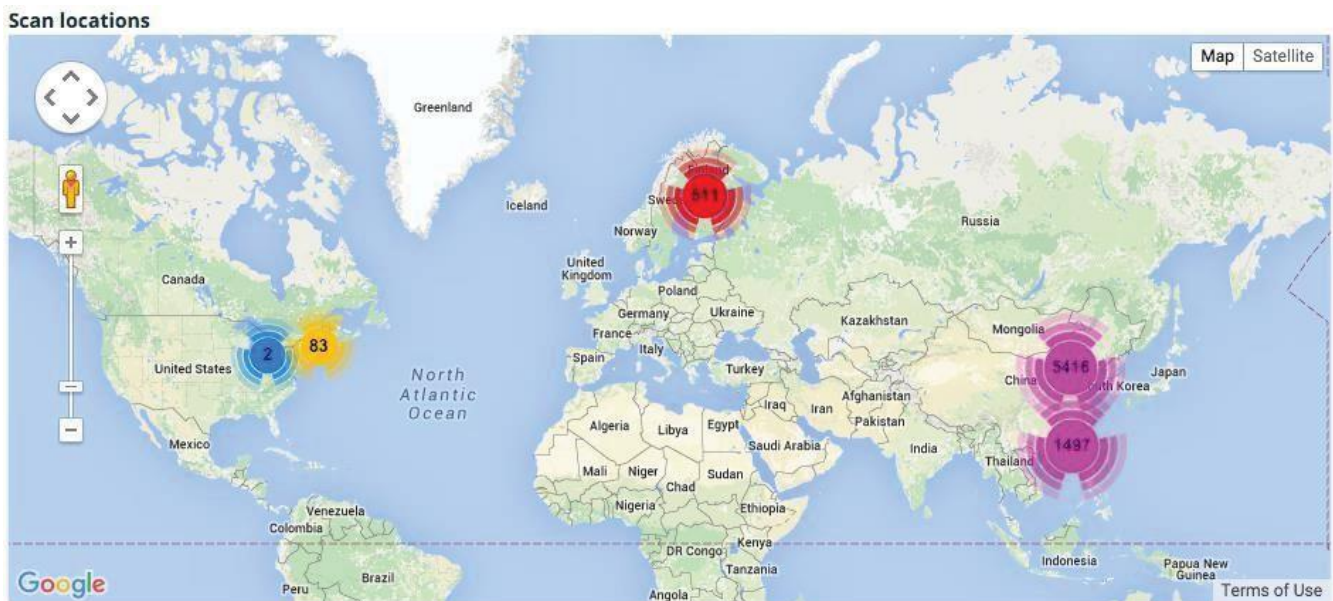 Scan locations
Map Satellite
Greenland
Finland
511
Iceland
Russia
Norway
Canada
United Kingdom
Poland
Germany
Ukraine
Kazakhstan
Mongolia
France
83
2
United States
Italy
Spain
Turkey
5416
China
South Korea
Japan
North Atlantic Ocean
Iraq
Iran
Afghanistan
Pakistan
Algeria
Libya
Egypt
Saudi Arabia
India
1497
Thailand
Mexico
Mali
Niger
Chad
Sudan
Nigeria
Ethiopia
Venezuela
Colombia
Kenya
DR Congo
Tanzania
Indonesia
Papua New Guinea
Brazil
Peru
Angola
Google
Terms of Use